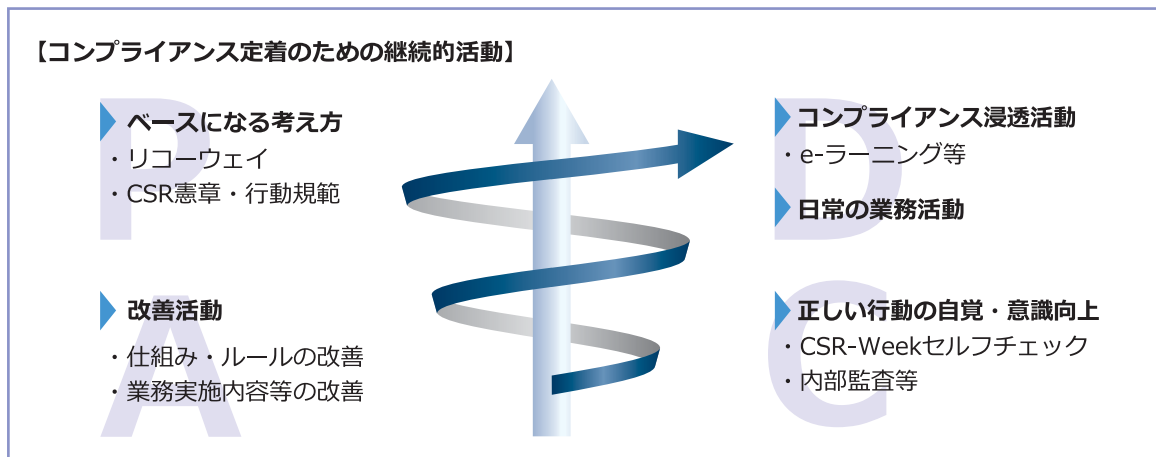 【コンプライアンス定着のための継続的活動】
P
ベースになる考え方
・リコーウェイ
・CSR憲章・行動規範
D
コンプライアンス浸透活動
・e-ラーニング等
日常の業務活動
A
改善活動
・仕組み・ルールの改善
・業務実施内容等の改善
C
正しい行動の自覚・意識向上
・CSR-Weekセルフチェック
・内部監査等